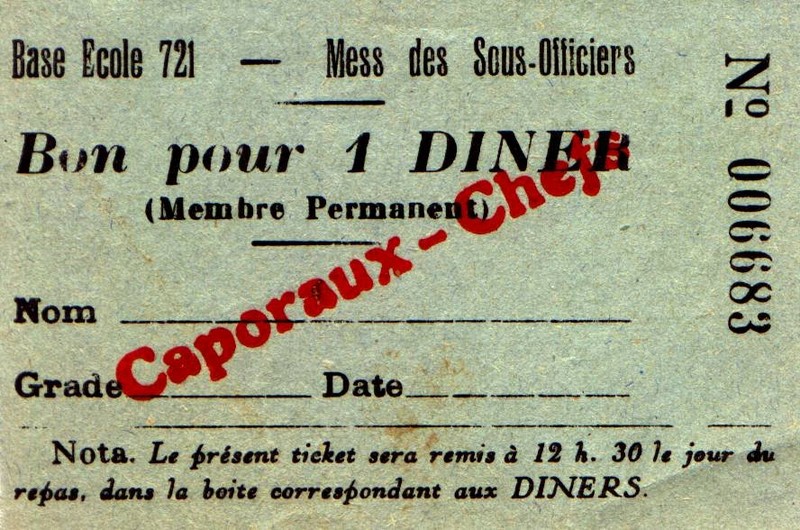 Base Ecole 721 — Mess des Sous-Officiers
Bon pour 1 DINER
(Membre Permanent)
Caporaux-Chefs
Nom
Grade Date
Nota. Le présent ticket sera remis à 12 h. 30 le jour du
repas, dans la boite correspondant aux DINERS.
Nº 006683